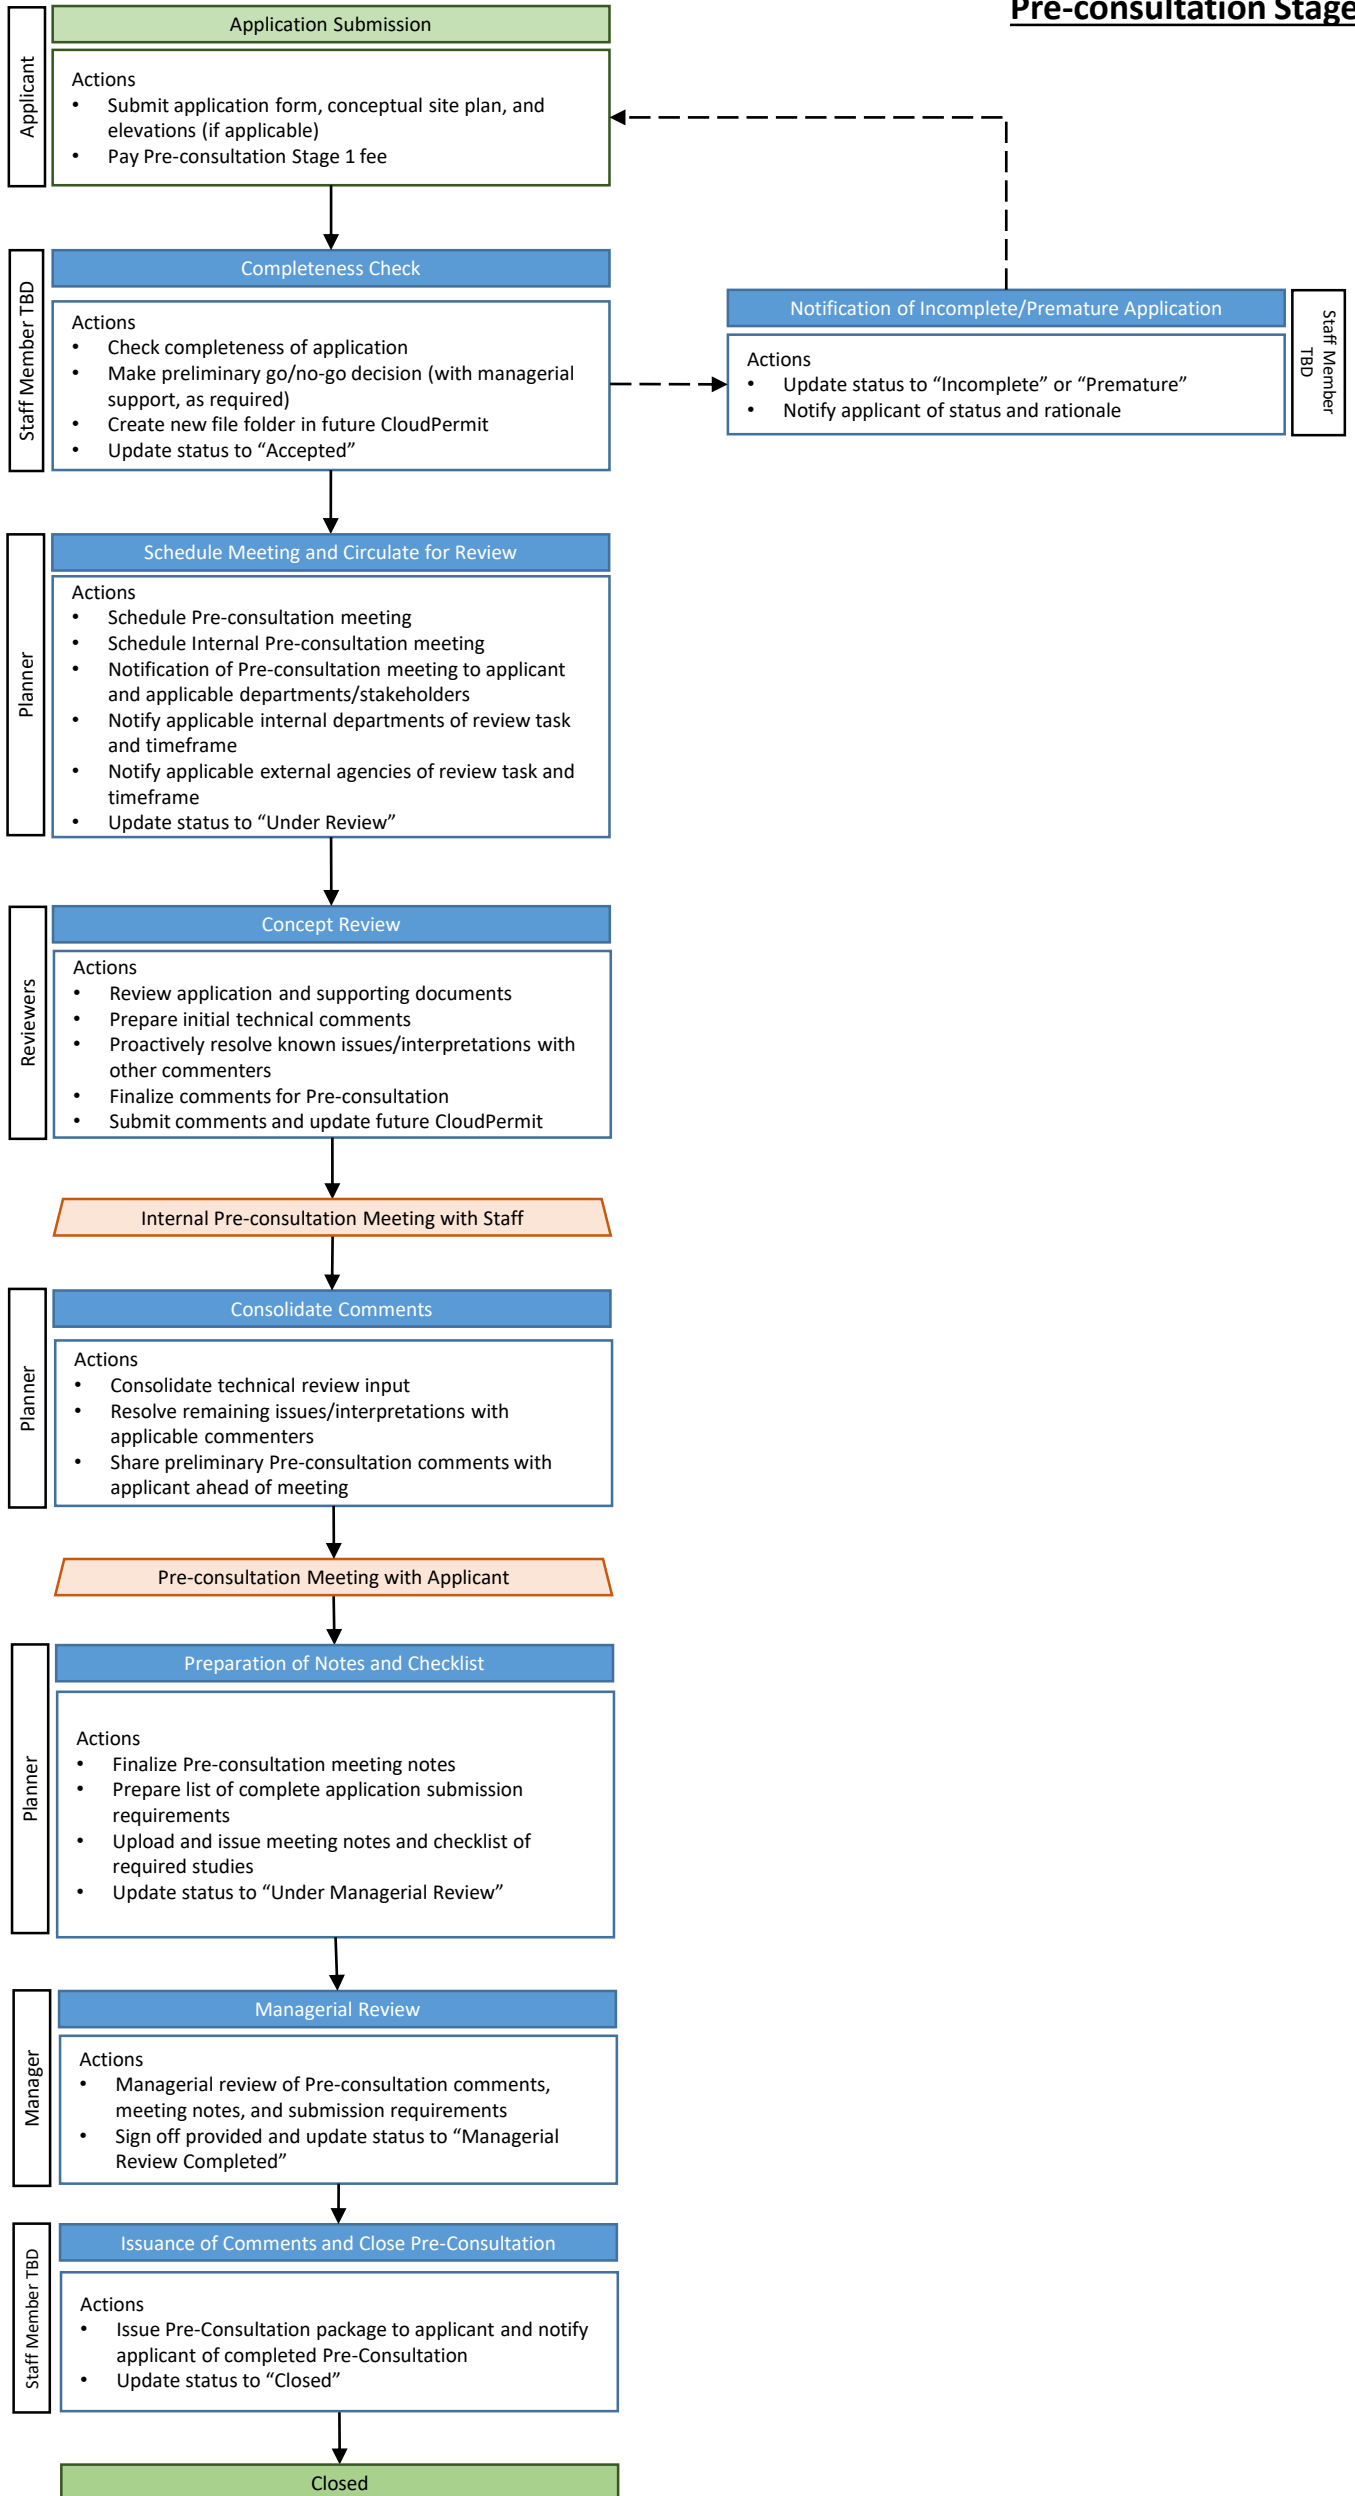 Pre-consultation Stage
Application Submission
Applicant
Actions
• Submit application form, conceptual site plan, and
elevations (if applicable)
• Pay Pre-consultation Stage 1 fee
Completeness Check
Staff Member TBD
Actions
• Check completeness of application
• Make preliminary go/no-go decision (with managerial
support, as required)
• Create new file folder in future CloudPermit
• Update status to “Accepted”
Notification of Incomplete/Premature Application
Actions
• Update status to “Incomplete” or “Premature”
• Notify applicant of status and rationale
Staff Member
TBD
Schedule Meeting and Circulate for Review
Planner
Actions
• Schedule Pre-consultation meeting
• Schedule Internal Pre-consultation meeting
• Notification of Pre-consultation meeting to applicant
and applicable departments/stakeholders
• Notify applicable internal departments of review task
and timeframe
• Notify applicable external agencies of review task and
timeframe
• Update status to “Under Review”
Concept Review
Reviewers
Actions
• Review application and supporting documents
• Prepare initial technical comments
• Proactively resolve known issues/interpretations with
other commenters
• Finalize comments for Pre-consultation
• Submit comments and update future CloudPermit
Internal Pre-consultation Meeting with Staff
Consolidate Comments
Planner
Actions
• Consolidate technical review input
• Resolve remaining issues/interpretations with
applicable commenters
• Share preliminary Pre-consultation comments with
applicant ahead of meeting
Pre-consultation Meeting with Applicant
Preparation of Notes and Checklist
Planner
Actions
• Finalize Pre-consultation meeting notes
• Prepare list of complete application submission
requirements
• Upload and issue meeting notes and checklist of
required studies
• Update status to “Under Managerial Review”
Managerial Review
Manager
Actions
• Managerial review of Pre-consultation comments,
meeting notes, and submission requirements
• Sign off provided and update status to “Managerial
Review Completed”
Issuance of Comments and Close Pre-Consultation
Staff Member TBD
Actions
• Issue Pre-Consultation package to applicant and notify
applicant of completed Pre-Consultation
• Update status to “Closed”
Closed